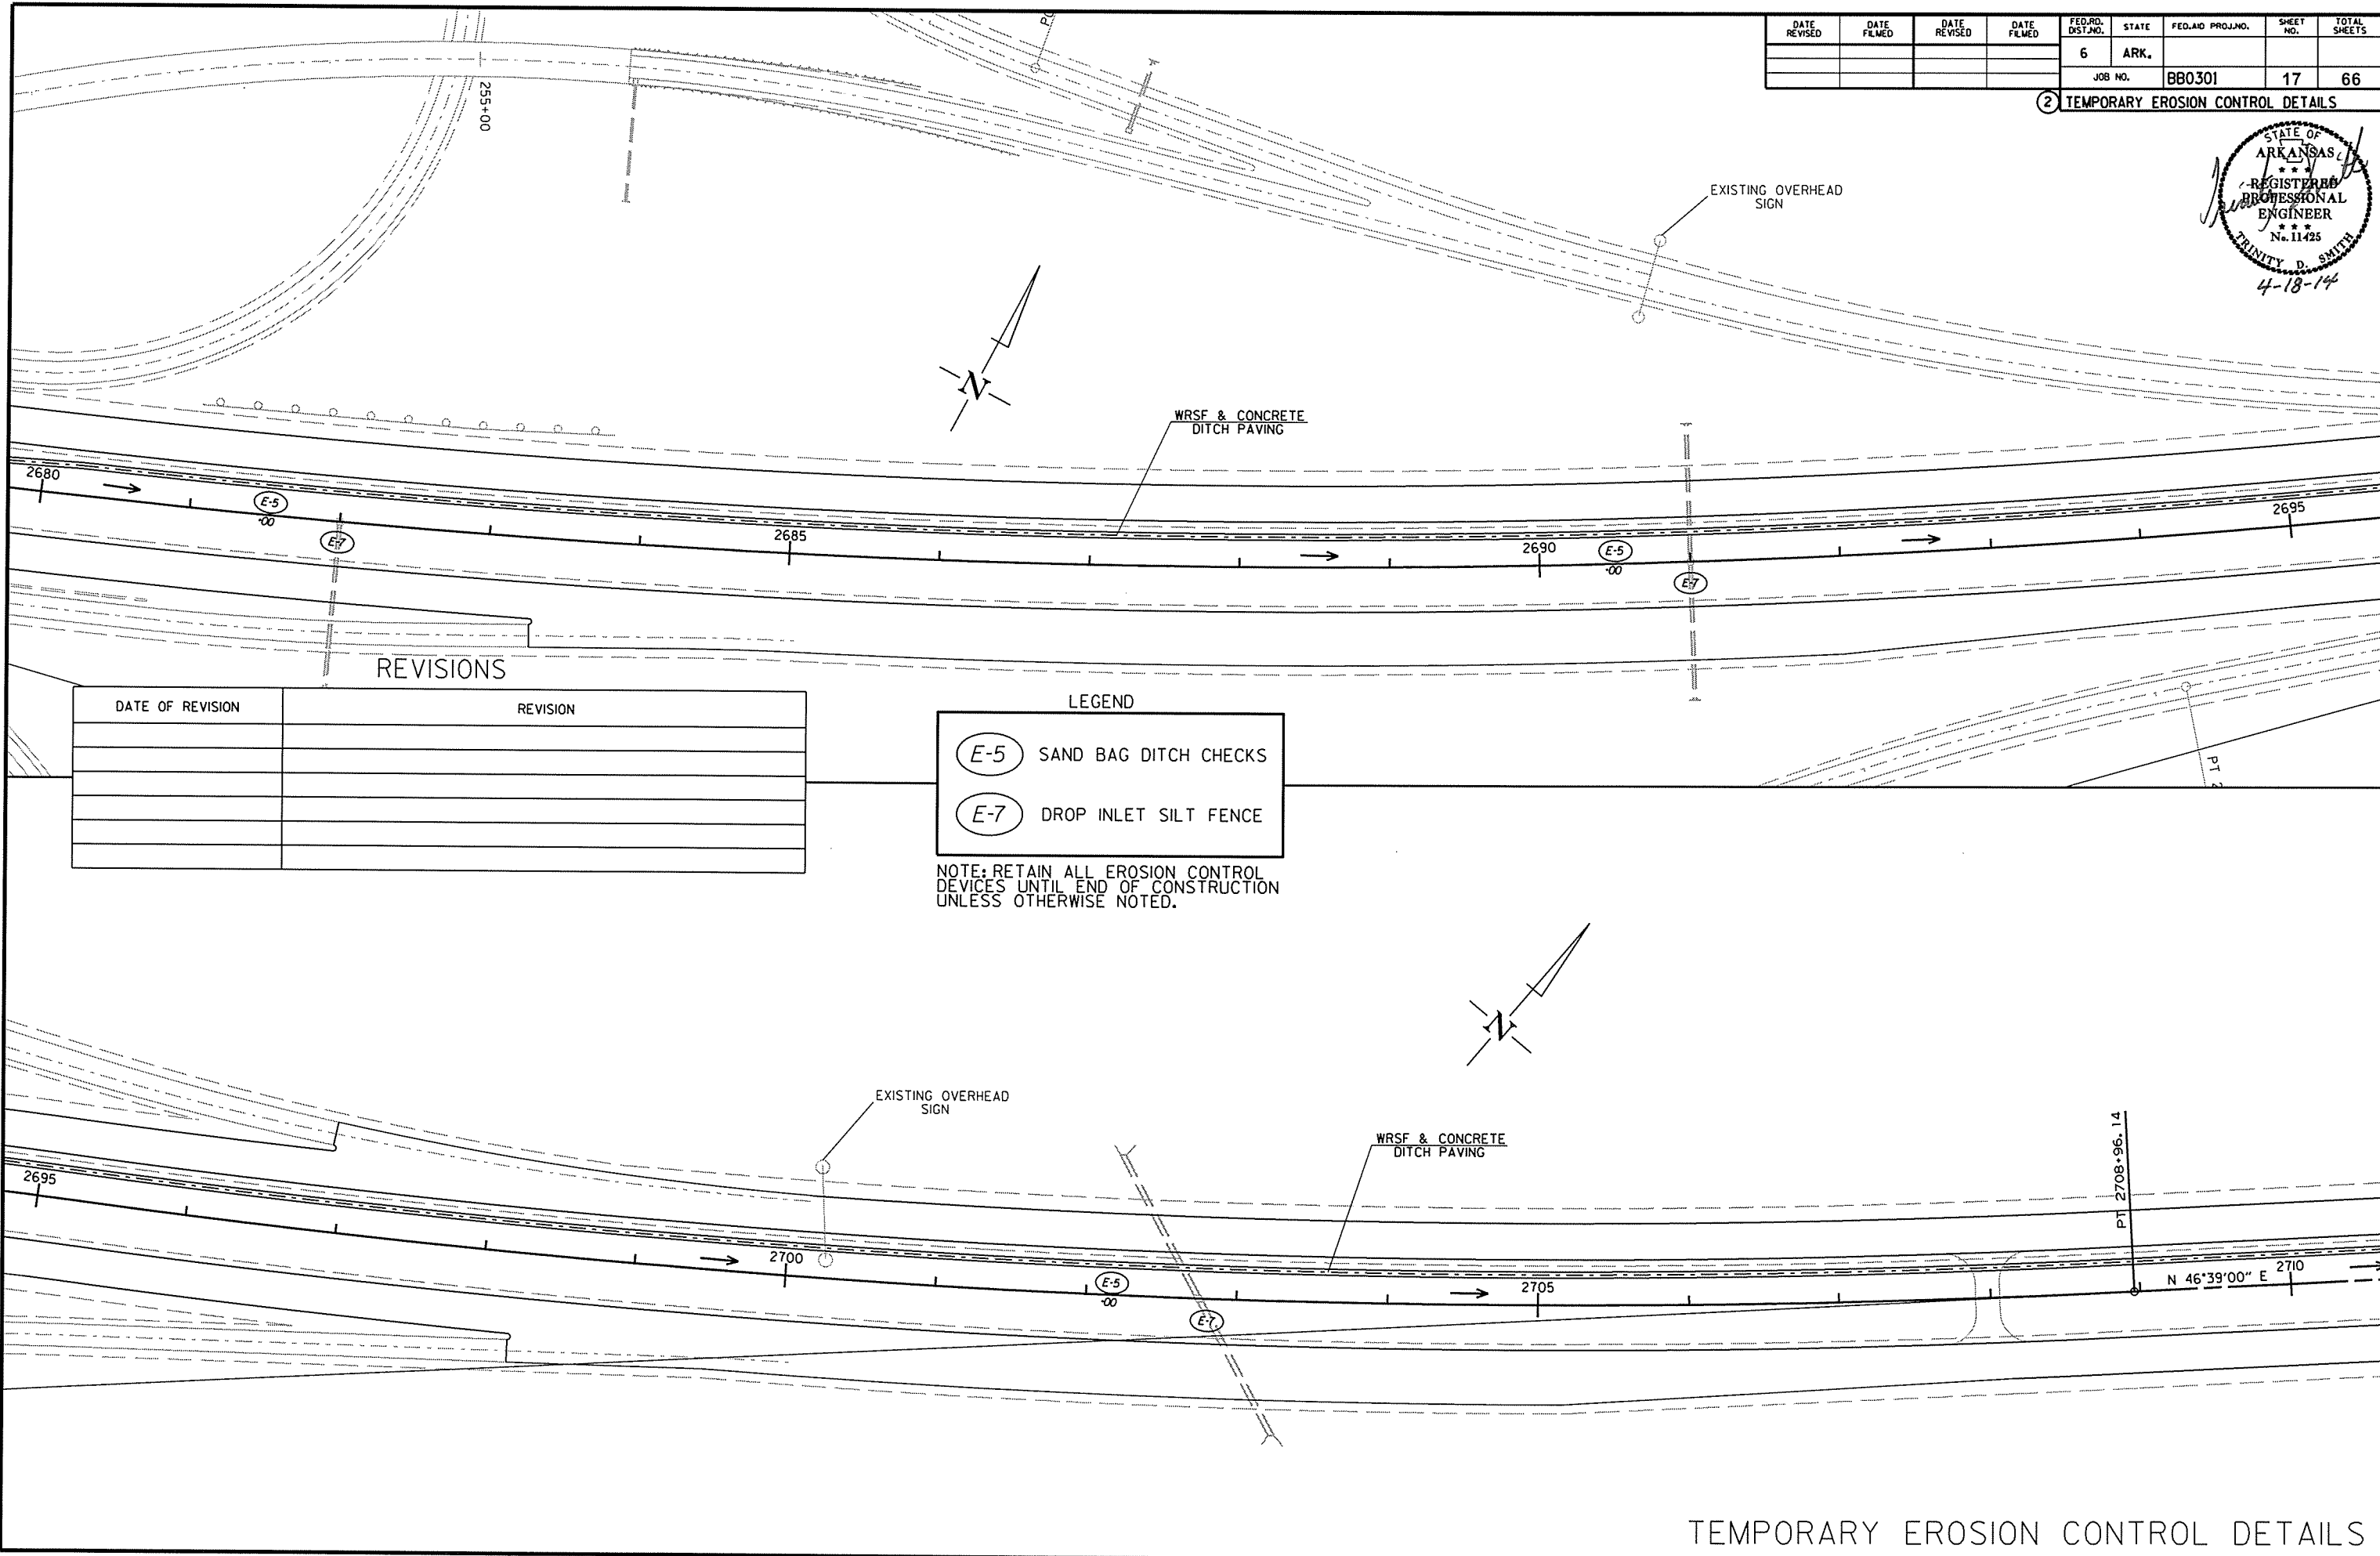 DATE REVISED
DATE FILMED
DATE REVISED
DATE FILMED
FED.RD. DIST.NO.
STATE
FED.AID PROJ.NO.
SHEET NO.
TOTAL SHEETS
6
ARK.
JOB NO.
BB0301
17
66
2 TEMPORARY EROSION CONTROL DETAILS
STATE OF
ARKANSAS
REGISTERED
PROFESSIONAL
ENGINEER
No. 11425
TRINITY D. SMITH
4-18-14
255+00
EXISTING OVERHEAD
SIGN
N
WRSF & CONCRETE
DITCH PAVING
2680
E-5
·00
E-7
2685
2690
E-5
·00
E-7
2695
PT
REVISIONS
DATE OF REVISION
REVISION
LEGEND
E-5 SAND BAG DITCH CHECKS
E-7 DROP INLET SILT FENCE
NOTE: RETAIN ALL EROSION CONTROL
DEVICES UNTIL END OF CONSTRUCTION
UNLESS OTHERWISE NOTED.
N
EXISTING OVERHEAD
SIGN
WRSF & CONCRETE
DITCH PAVING
PT 2708+96.14
2695
2700
E-5
·00
E-7
2705
N 46°39'00" E
2710
TEMPORARY EROSION CONTROL DETAILS